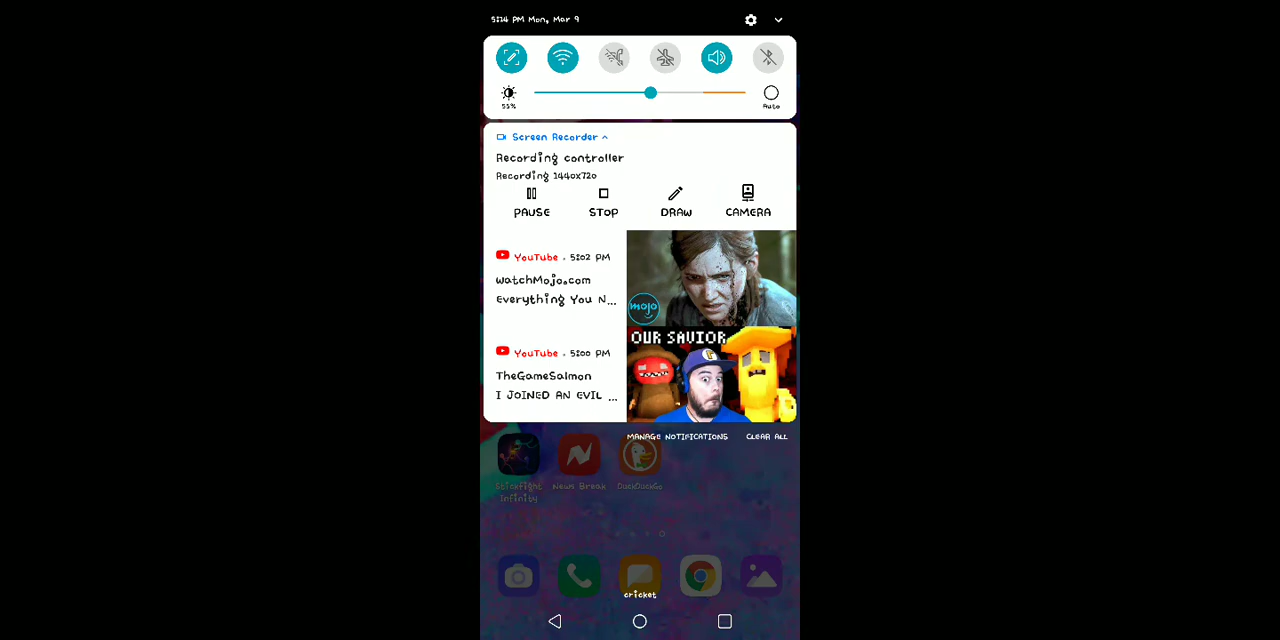 5:14 PM Mon, Mar 9
55%
Auto
Screen Recorder
Recording controller
Recording 1440x720
PAUSE STOP DRAW CAMERA
YouTube . 5:02 PM
WatchMojo.com
Everything You N...
mojo
YouTube . 5:00 PM
TheGameSalmon
I JOINED AN EVIL ...
OUR SAVIOR
MANAGE NOTIFICATIONS CLEAR ALL
Stickfight Infinity
News Break
DuckDuckGo
cricket